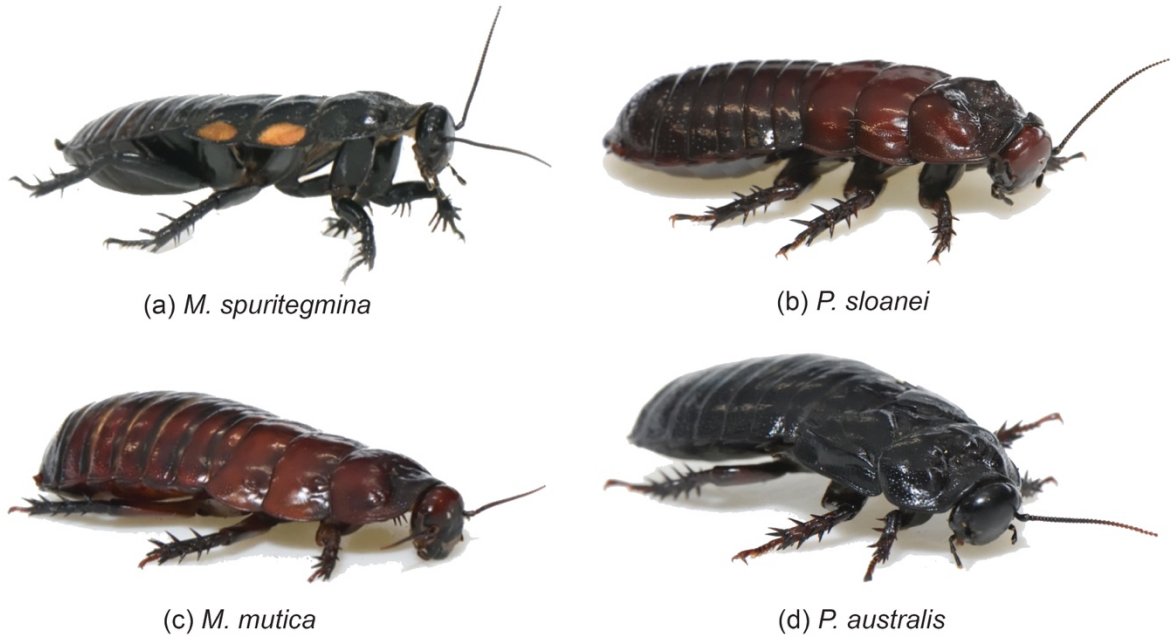 (a) M. spuritegmina
(b) P. sloanei
(c) M. mutica
(d) P. australis